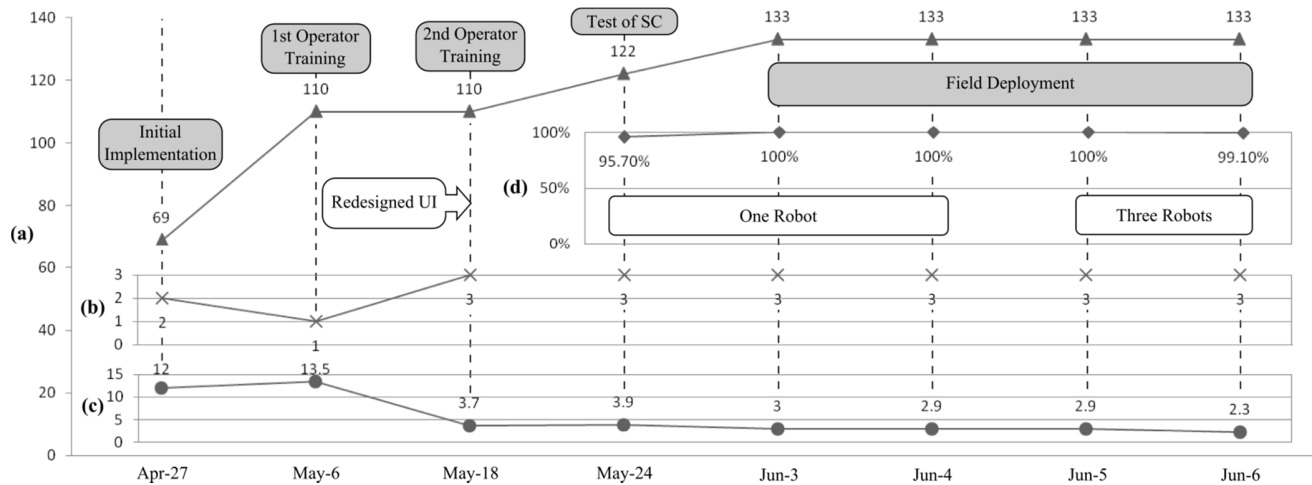 140
120
100
80
60
40
20
0
(a)
Initial
Implementation
1st Operator
Training
2nd Operator
Training
Test of SC
Field Deployment
Redesigned UI
69
110
110
122
133
133
133
133
(d)
100%
50%
0%
95.70%
100%
100%
100%
99.10%
One Robot
Three Robots
(b)
3
2
1
0
2
1
3
3
3
3
3
3
(c)
15
10
5
0
12
13.5
3.7
3.9
3
2.9
2.9
2.3
Apr-27
May-6
May-18
May-24
Jun-3
Jun-4
Jun-5
Jun-6